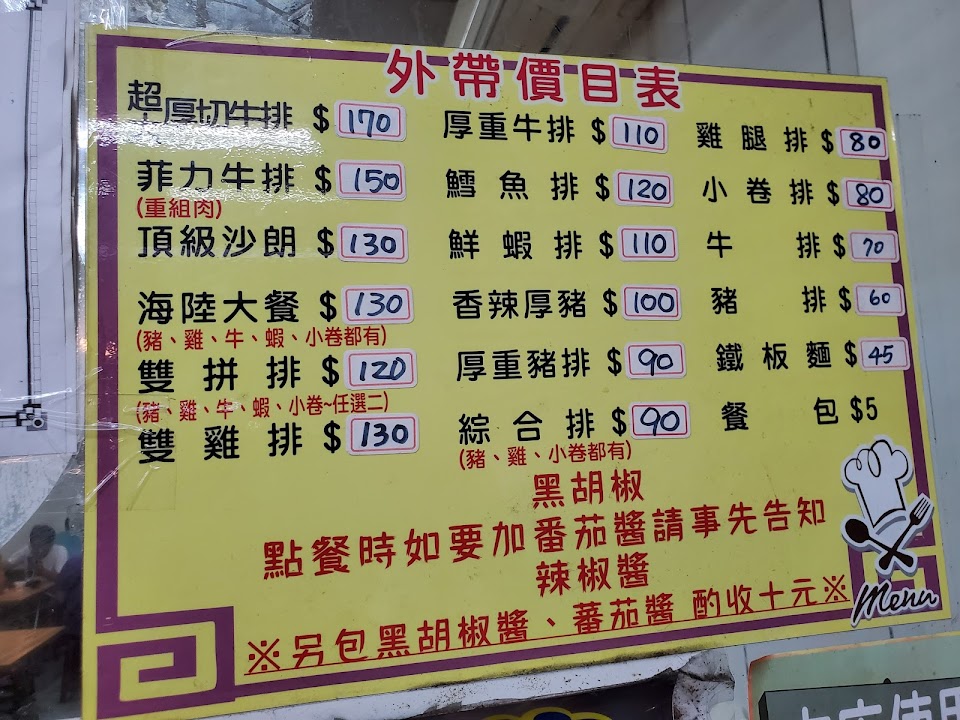 外帶價目表
超厚切牛排 $ 170
菲力牛排 $ 150
(重組肉)
頂級沙朗 $ 130
海陸大餐 $ 130
(豬、雞、牛、蝦、小卷都有)
雙拼排 $ 120
(豬、雞、牛、蝦、小卷~任選二)
雙雞排 $ 130
厚重牛排 $ 110
鱈魚排 $ 120
鮮蝦排 $ 110
香辣厚豬 $ 100
厚重豬排 $ 90
綜合排 $ 90
(豬、雞、小卷都有)
雞腿排 $ 80
小卷排 $ 80
牛排 $ 70
豬排 $ 60
鐵板麵 $ 45
餐包 $5
黑胡椒
點餐時如要加番茄醬請事先告知
辣椒醬
※另包黑胡椒醬、蕃茄醬 酌收十元※
Menu